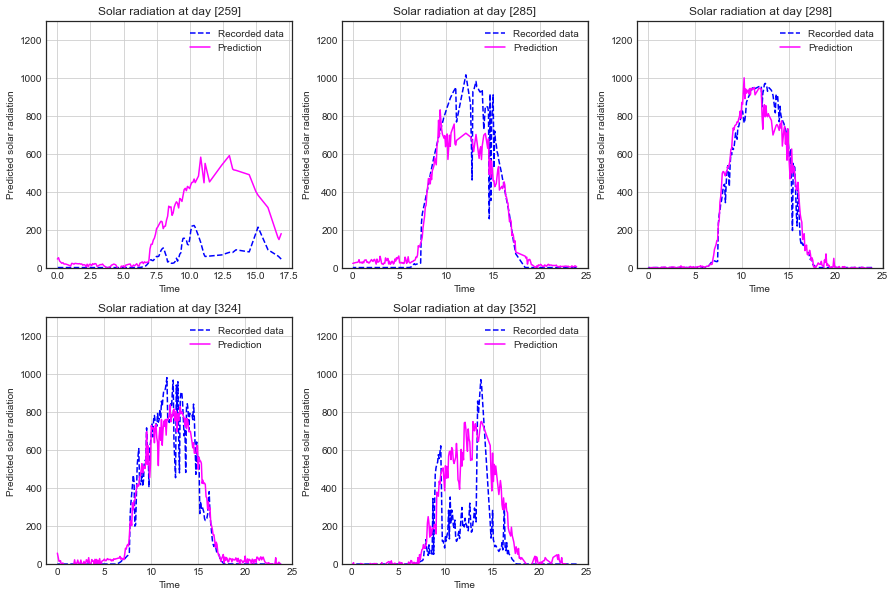 Solar radiation at day [259]
Recorded data
Prediction
Predicted solar radiation
1200
1000
800
600
400
200
0
0.0 2.5 5.0 7.5 10.0 12.5 15.0 17.5
Time
Solar radiation at day [285]
Recorded data
Prediction
Predicted solar radiation
1200
1000
800
600
400
200
0
0 5 10 15 20 25
Time
Solar radiation at day [298]
Recorded data
Prediction
Predicted solar radiation
1200
1000
800
600
400
200
0
0 5 10 15 20 25
Time
Solar radiation at day [324]
Recorded data
Prediction
Predicted solar radiation
1200
1000
800
600
400
200
0
0 5 10 15 20 25
Time
Solar radiation at day [352]
Recorded data
Prediction
Predicted solar radiation
1200
1000
800
600
400
200
0
0 5 10 15 20 25
Time